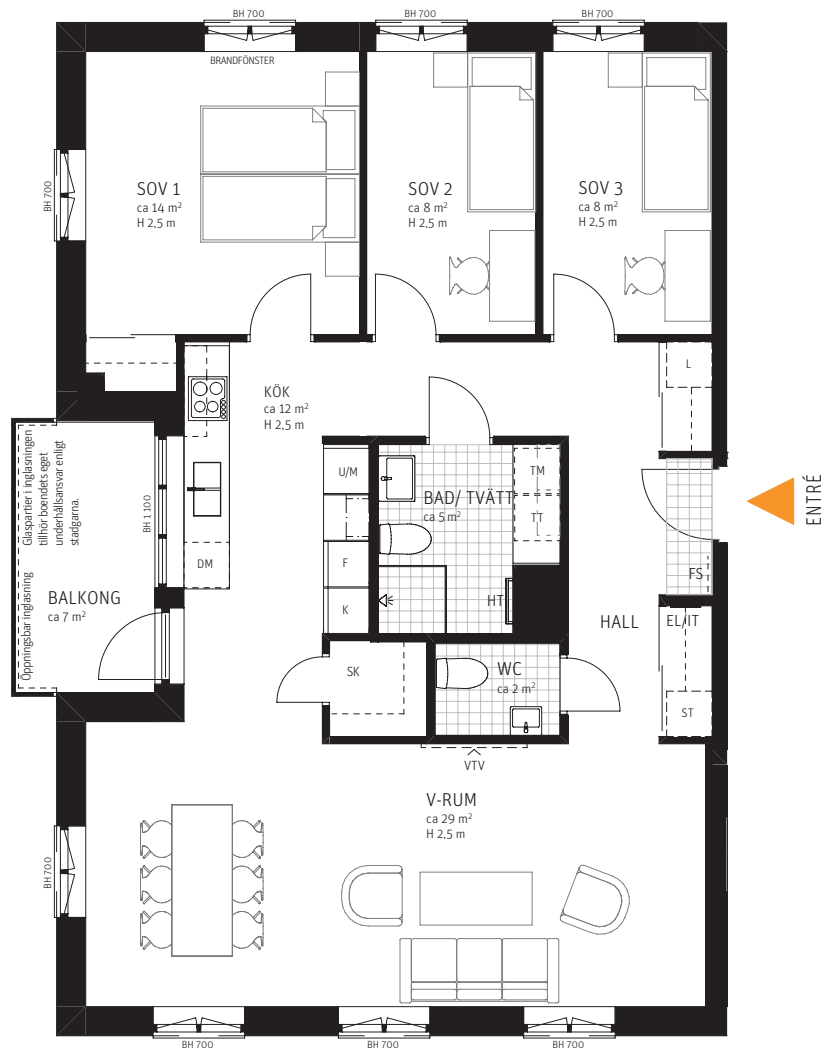 BH 700
BH 700
BH 700
BRANDFÖNSTER
BH 700
SOV 1
ca 14 m²
H 2,5 m
SOV 2
ca 8 m²
H 2,5 m
SOV 3
ca 8 m²
H 2,5 m
KÖK
ca 12 m²
H 2,5 m
L
Öppningsbar inglasning
Glaspartier i inglasningen
tillhör boendets eget
underhållsansvar enligt
stadgarna.
BALKONG
ca 7 m²
BH 1 100
DM
U/M
F
K
BAD/ TVÄTT
ca 5 m²
TM
TT
HT
ENTRÉ
FS
HALL
EL/IT
ST
SK
WC
ca 2 m²
VTV
V-RUM
ca 29 m²
H 2,5 m
BH 700
BH 700
BH 700
BH 700